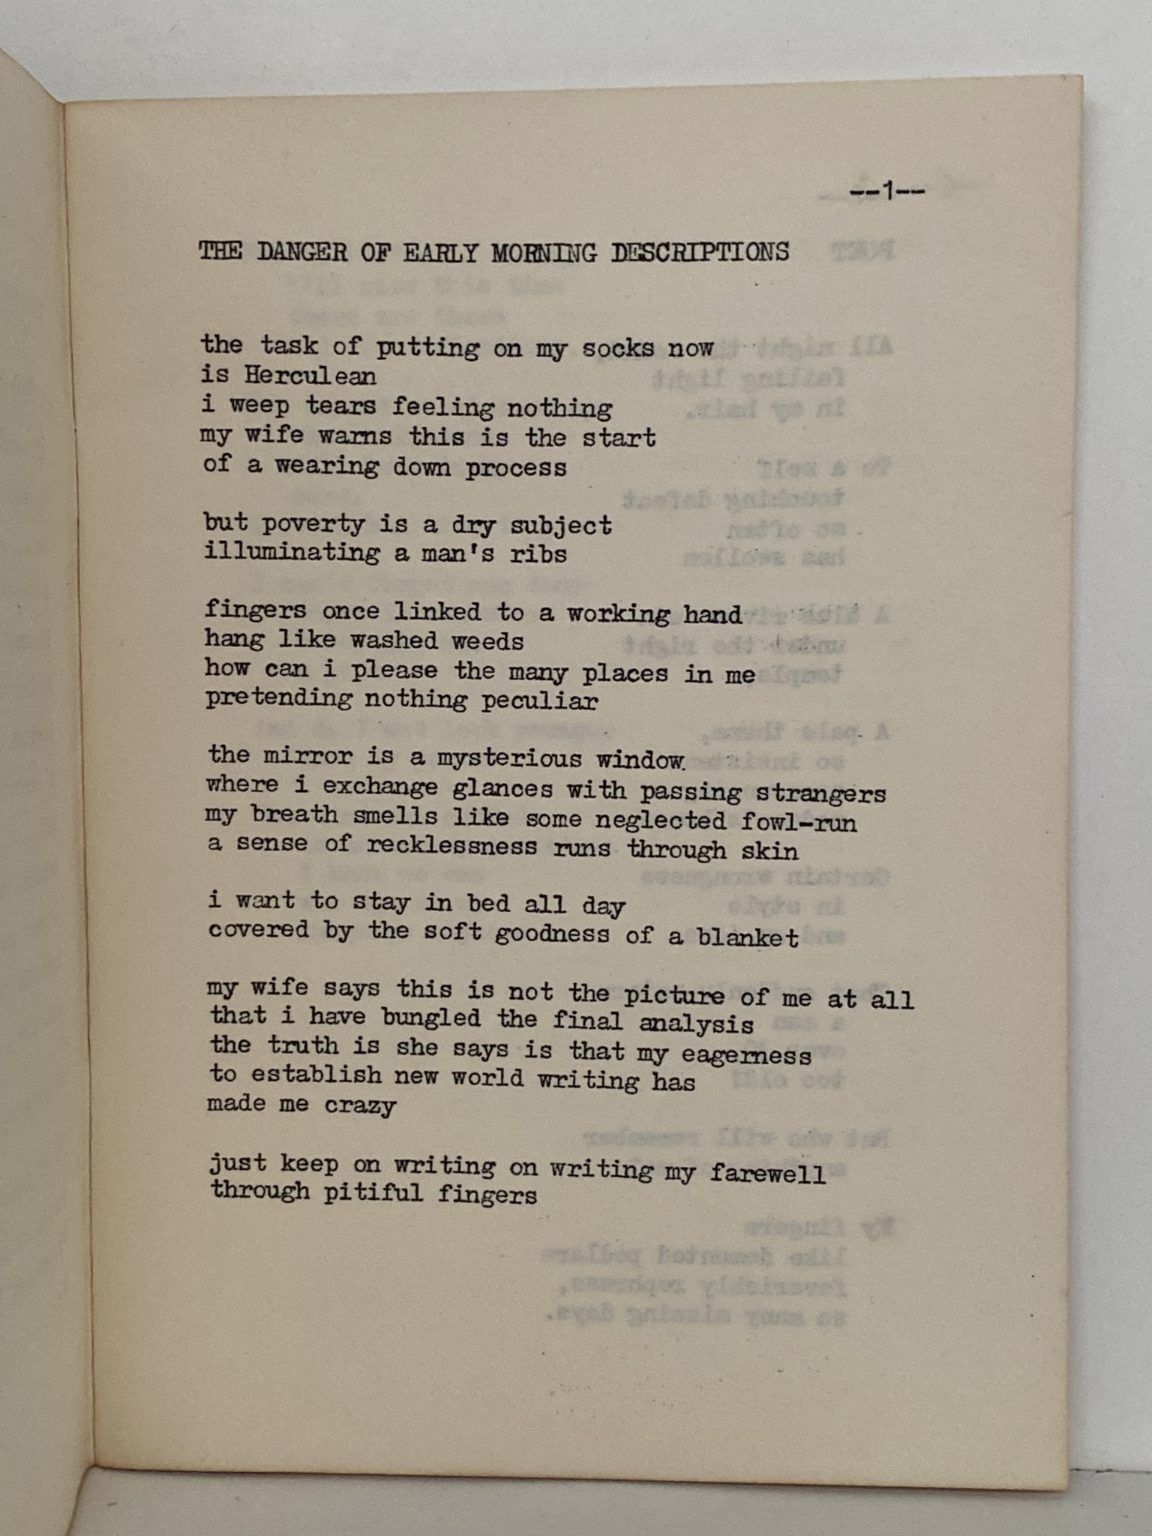 --1--
THE DANGER OF EARLY MORNING DESCRIPTIONS
the task of putting on my socks now
is Herculean
i weep tears feeling nothing
my wife warns this is the start
of a wearing down process
but poverty is a dry subject
illuminating a man's ribs
fingers once linked to a working hand
hang like washed weeds
how can i please the many places in me
pretending nothing peculiar
the mirror is a mysterious window.
where i exchange glances with passing strangers
my breath smells like some neglected fowl-run
a sense of recklessness runs through skin
i want to stay in bed all day
covered by the soft goodness of a blanket
my wife says this is not the picture of me at all
that i have bungled the final analysis
the truth is she says is that my eagerness
to establish new world writing has
made me crazy
just keep on writing on writing my farewell
through pitiful fingers